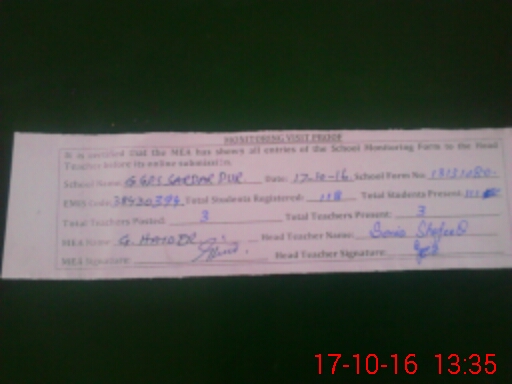 MONITORING VISIT PROOF
It is certified that the MEA has shown all entries of the School Monitoring Form to the Head
Teacher before its online submission.
School Name: GGPS SARDAR PUR Date: 17-10-16 School Form No.
EMIS Code: Total Students Registered: 118 Total Students Present:
Total Teachers Posted: 3 Total Teachers Present: 3
MEA Name: G. HAIDER Head Teacher Name: Sonia
MEA Signature: Head Teacher Signature:
17-10-16 13:35